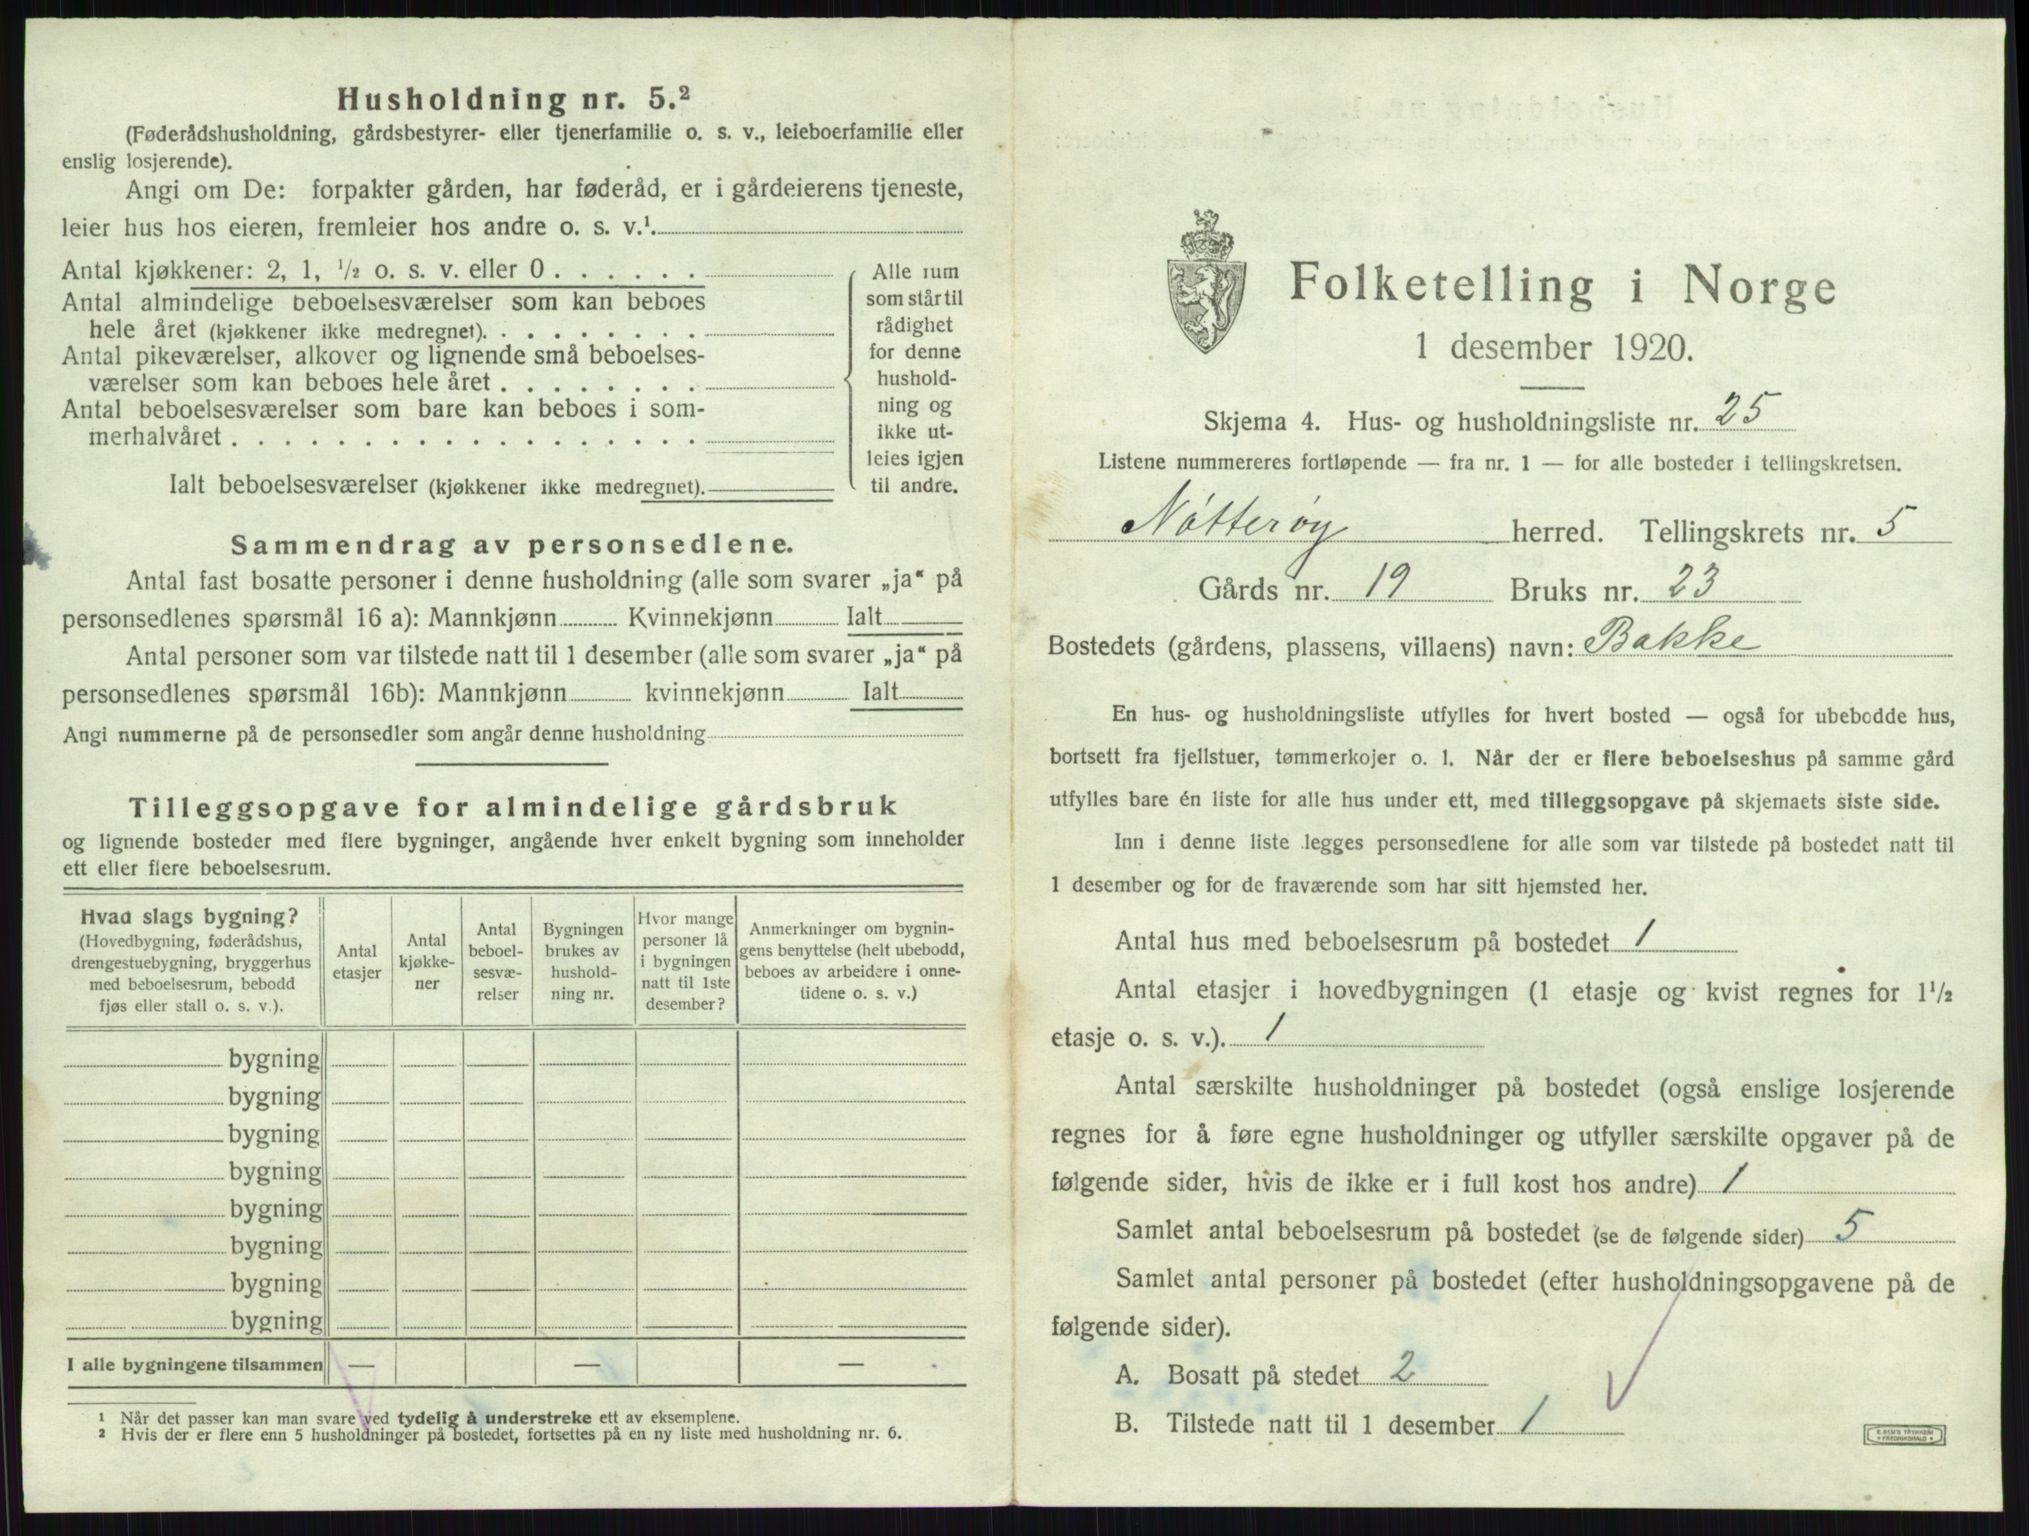 Husholdning nr. 5.²
(Føderådshusholdning, gårdsbestyrer- eller tjenerfamilie o. s. v., leieboerfamilie eller
enslig losjerende).
Angi om De: forpakter gården, har føderåd, er i gårdeierens tjeneste,
leier hus hos eieren, fremleier hos andre o. s. v.¹.
Antal kjøkkener: 2, 1, ½ o. s. v. eller 0 . . . . . .
Antal almindelige beboelsesværelser som kan beboes
hele året (kjøkkener ikke medregnet). . . . . . . . .
Antal pikeværelser, alkover og lignende små beboelses-
værelser som kan beboes hele året . . . . . . . .
Antal beboelsesværelser som bare kan beboes i som-
merhalvåret . . . . . . . . . . . . . . . . . .
Ialt beboelsesværelser (kjøkkener ikke medregnet).
Alle rum
som står til
rådighet
for denne
hushold-
ning og
ikke ut-
leies igjen
til andre.
Sammendrag av personsedlene.
Antal fast bosatte personer i denne husholdning (alle som svarer „ja“ på
personsedlenes spørsmål 16 a): Mannkjønn Kvinnekjønn Ialt
Antal personer som var tilstede natt til 1 desember (alle som svarer „ja“ på
personsedlenes spørsmål 16b): Mannkjønn kvinnekjønn Ialt
Angi nummerne på de personsedler som angår denne husholdning
Tilleggsopgave for almindelige gårdsbruk
og lignende bosteder med flere bygninger, angående hver enkelt bygning som inneholder
ett eller flere beboelsesrum.
Hvad slags bygning?
(Hovedbygning, føderådshus,
drengestuebygning, bryggerhus
med beboelsesrum, bebodd
fjøs eller stall o. s. v.).
Antal
etasjer
Antal
kjøkke-
ner
Antal
beboel-
sesvæ-
relser
Bygningen
brukes av
hushold-
ning nr.
Hvor mange
personer lå
i bygningen
natt til 1ste
desember?
Anmerkninger om bygnin-
gens benyttelse (helt ubebodd,
beboes av arbeidere i onne-
tidene o. s. v.)
bygning
bygning
bygning
bygning
bygning
bygning
bygning
bygning
I alle bygningene tilsammen — — —
¹ Når det passer kan man svare ved tydelig å understreke ett av eksemplene.
² Hvis der er flere enn 5 husholdninger på bostedet, fortsettes på en ny liste med husholdning nr. 6.
Folketelling i Norge
1 desember 1920.
Skjema 4. Hus- og husholdningsliste nr. 25
Listene nummereres fortløpende — fra nr. 1 — for alle bosteder i tellingskretsen.
Nøtterøy herred. Tellingskrets nr. 5
Gårds nr. 19 Bruks nr. 23
Bostedets (gårdens, plassens, villaens) navn: Bakke
En hus- og husholdningsliste utfylles for hvert bosted — også for ubebodde hus,
bortsett fra fjellstuer, tømmerkojer o. l. Når der er flere beboelseshus på samme gård
utfylles bare én liste for alle hus under ett, med tilleggsopgave på skjemaets siste side.
Inn i denne liste legges personsedlene for alle som var tilstede på bostedet natt til
1 desember og for de fraværende som har sitt hjemsted her.
Antal hus med beboelsesrum på bostedet 1
Antal etasjer i hovedbygningen (1 etasje og kvist regnes for 1½
etasje o. s. v.). 1
Antal særskilte husholdninger på bostedet (også enslige losjerende
regnes for å føre egne husholdninger og utfyller særskilte opgaver på de
følgende sider, hvis de ikke er i full kost hos andre) 1
Samlet antal beboelsesrum på bostedet (se de følgende sider) 5
Samlet antal personer på bostedet (efter husholdningsopgavene på de
følgende sider).
A. Bosatt på stedet 2
B. Tilstede natt til 1 desember 1